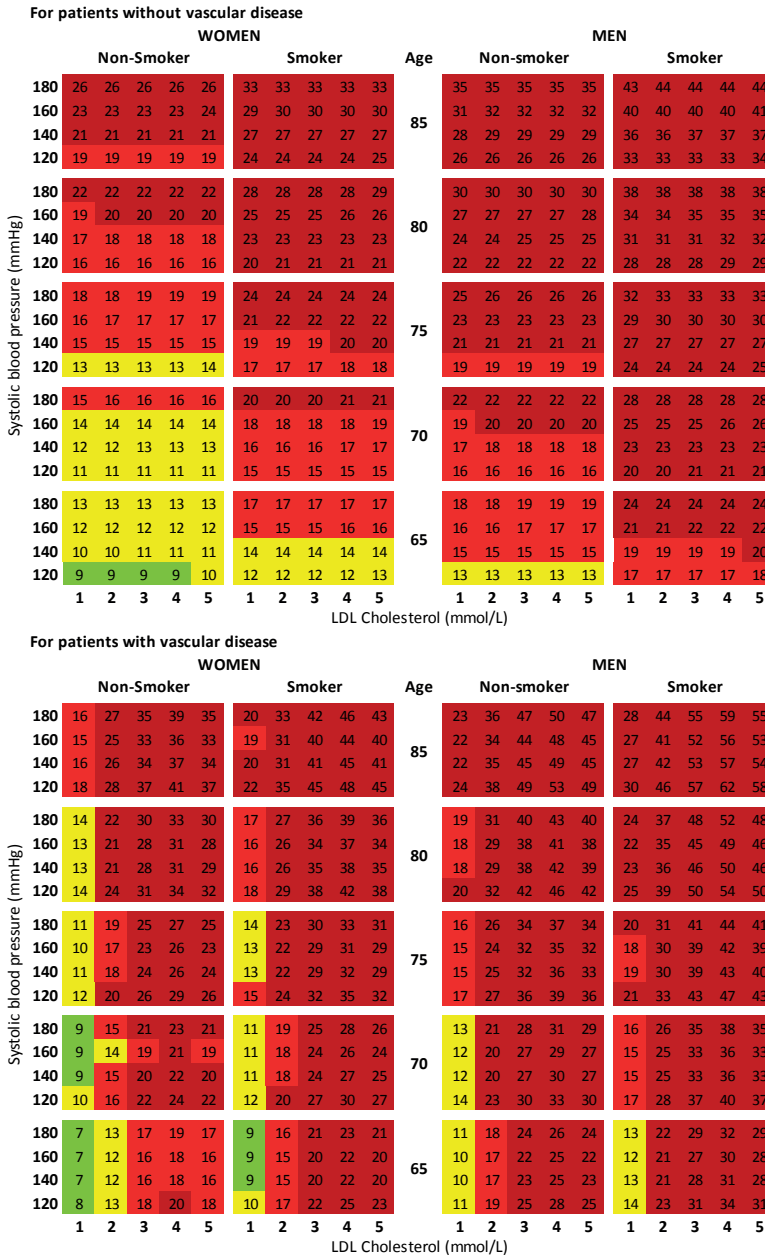 For patients without vascular disease
WOMEN MEN
Non-Smoker Smoker Age Non-smoker Smoker
180 26 26 26 26 26 33 33 33 33 33 35 35 35 35 35 43 44 44 44 44
160 23 23 23 23 24 29 30 30 30 30 31 32 32 32 32 40 40 40 40 41
85
140 21 21 21 21 21 27 27 27 27 27 28 29 29 29 29 36 36 37 37 37
120 19 19 19 19 19 24 24 24 24 25 26 26 26 26 26 33 33 33 33 34
180 22 22 22 22 22 28 28 28 28 29 30 30 30 30 30 38 38 38 38 38
160 19 20 20 20 20 25 25 25 26 26 27 27 27 27 28 34 34 35 35 35
80
140 17 18 18 18 18 23 23 23 23 23 24 24 25 25 25 31 31 31 32 32
120 16 16 16 16 16 20 21 21 21 21 22 22 22 22 22 28 28 28 29 29
Systolic blood pressure (mmHg)
180 18 18 19 19 19 24 24 24 24 24 25 26 26 26 26 32 33 33 33 33
160 16 17 17 17 17 21 22 22 22 22 23 23 23 23 23 29 30 30 30 30
75
140 15 15 15 15 15 19 19 19 20 20 21 21 21 21 21 27 27 27 27 27
120 13 13 13 13 14 17 17 17 18 18 19 19 19 19 19 24 24 24 24 25
180 15 16 16 16 16 20 20 20 21 21 22 22 22 22 22 28 28 28 28 28
160 14 14 14 14 14 18 18 18 18 19 19 20 20 20 20 25 25 25 26 26
70
140 12 12 13 13 13 16 16 16 17 17 17 18 18 18 18 23 23 23 23 23
120 11 11 11 11 11 15 15 15 15 15 16 16 16 16 16 20 20 21 21 21
180 13 13 13 13 13 17 17 17 17 17 18 18 19 19 19 24 24 24 24 24
160 12 12 12 12 12 15 15 15 16 16 16 16 17 17 17 21 21 22 22 22
65
140 10 10 11 11 11 14 14 14 14 14 15 15 15 15 15 19 19 19 19 20
120 9 9 9 9 10 12 12 12 12 13 13 13 13 13 13 17 17 17 17 18
1 2 3 4 5 1 2 3 4 5 1 2 3 4 5 1 2 3 4 5
LDL Cholesterol (mmol/L)
For patients with vascular disease
WOMEN MEN
Non-Smoker Smoker Age Non-smoker Smoker
180 16 27 35 39 35 20 33 42 46 43 23 36 47 50 47 28 44 55 59 55
160 15 25 33 36 33 19 31 40 44 40 22 34 44 48 45 27 41 52 56 53
85
140 16 26 34 37 34 20 31 41 45 41 22 35 45 49 45 27 42 53 57 54
120 18 28 37 41 37 22 35 45 48 45 24 38 49 53 49 30 46 57 62 58
180 14 22 30 33 30 17 27 36 39 36 19 31 40 43 40 24 37 48 52 48
160 13 21 28 31 28 16 26 34 37 34 18 29 38 41 38 22 35 45 49 46
80
140 13 21 28 31 29 16 26 35 38 35 18 29 38 42 39 23 36 46 50 46
120 14 24 31 34 32 18 29 38 42 38 20 32 42 46 42 25 39 50 54 50
Systolic blood pressure (mmHg)
180 11 19 25 27 25 14 23 30 33 31 16 26 34 37 34 20 31 41 44 41
160 10 17 23 26 23 13 22 29 31 29 15 24 32 35 32 18 30 39 42 39
75
140 11 18 24 26 24 13 22 29 32 29 15 25 32 36 33 19 30 39 43 40
120 12 20 26 29 26 15 24 32 35 32 17 27 36 39 36 21 33 43 47 43
180 9 15 21 23 21 11 19 25 28 26 13 21 28 31 29 16 26 35 38 35
160 9 14 19 21 19 11 18 24 26 24 12 20 27 29 27 15 25 33 36 33
70
140 9 15 20 22 20 11 18 24 27 25 12 20 27 30 27 15 25 33 36 33
120 10 16 22 24 22 12 20 27 30 27 14 23 30 33 30 17 28 37 40 37
180 7 13 17 19 17 9 16 21 23 21 11 18 24 26 24 13 22 29 32 29
160 7 12 16 18 16 9 15 20 22 20 10 17 22 25 22 12 21 27 30 28
65
140 7 12 16 18 16 9 15 20 22 20 10 17 23 25 23 13 21 28 31 28
120 8 13 18 20 18 10 17 22 25 23 11 19 25 28 25 14 23 31 34 31
1 2 3 4 5 1 2 3 4 5 1 2 3 4 5 1 2 3 4 5
LDL Cholesterol (mmol/L)